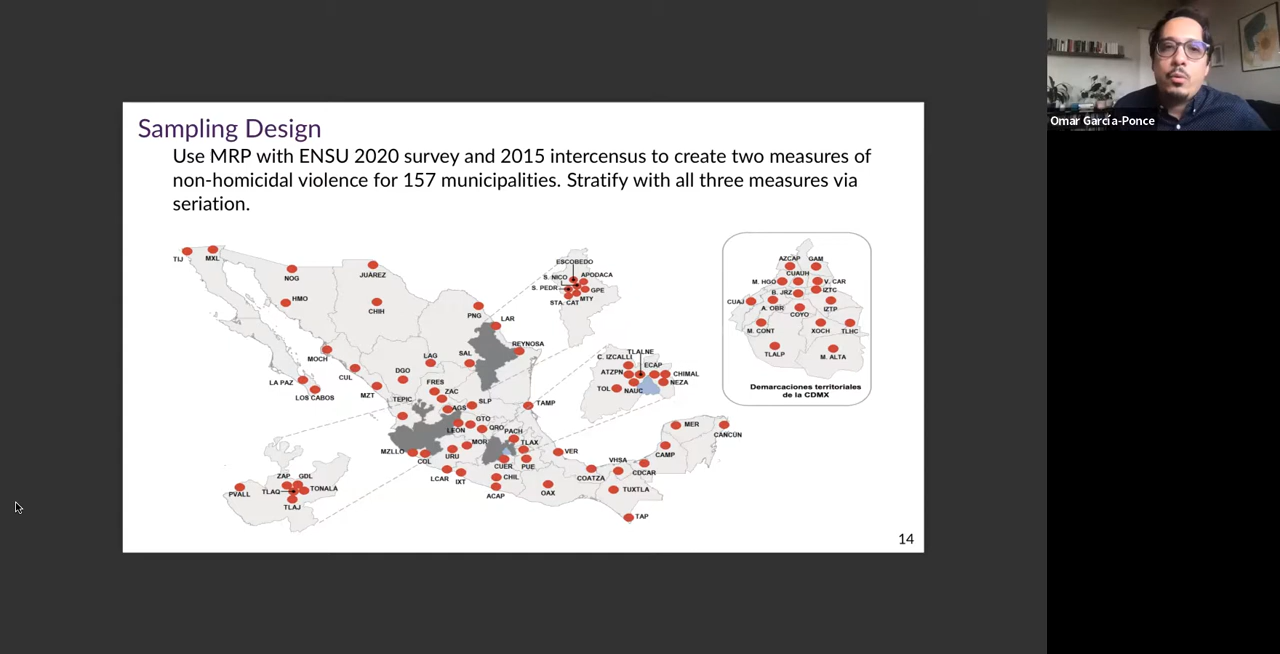 Sampling Design
Use MRP with ENSU 2020 survey and 2015 intercensus to create two measures of
non-homicidal violence for 157 municipalities. Stratify with all three measures via
seriation.
TIJ
MXL
NOG
JUÁREZ
HMO
CHIH
PNG
LAR
REYNOSA
MOCH
LAG
SAL
CUL
DGO
LA PAZ
LOS CABOS
MZT
FRES
ZAC
TEPIC
AGS
SLP
TAMP
GTO
LEÓN
QRO
PACH
MOR
TLAX
MZLLO
COL
URU
CUER
PUE
VER
LCAR
IXT
CHIL
ACAP
OAX
COATZA
VHSA
CDCAR
TUXTLA
TAP
CAMP
MER
CANCÚN
ESCOBEDO
S. NICO
APODACA
S. PEDR
GPE
MTY
STA. CAT
TLALNE
C. IZCALLI
ECAP
ATZPN
CHIMAL
TOL
NAUC
NEZA
ZAP
GDL
TLAQ
TONALA
PVALL
TLAJ
AZCAP
GAM
CUAUH
M. HGO
V. CAR
B. JRZ
IZTC
CUAJ
A. OBR
IZTP
COYO
M. CONT
XOCH
TLHC
TLALP
M. ALTA
Demarcaciones territoriales
de la CDMX
14
Omar García-Ponce